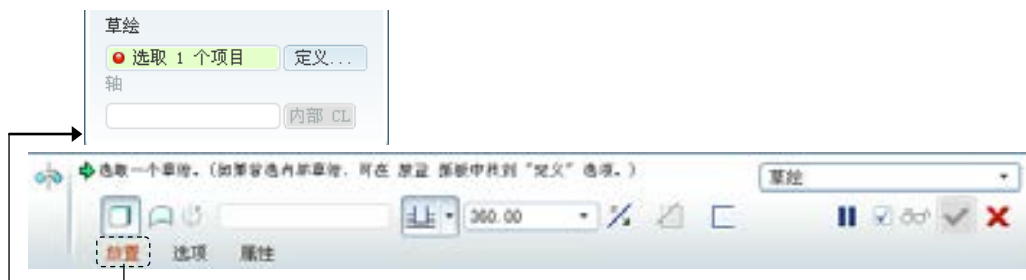 草绘
选取 1 个项目 定义...
轴
内部 CL
选取一个草绘。(如果首选内部草绘，可在 放置 面板中找到 "定义" 选项。)
草绘
360.00
放置 选项 属性